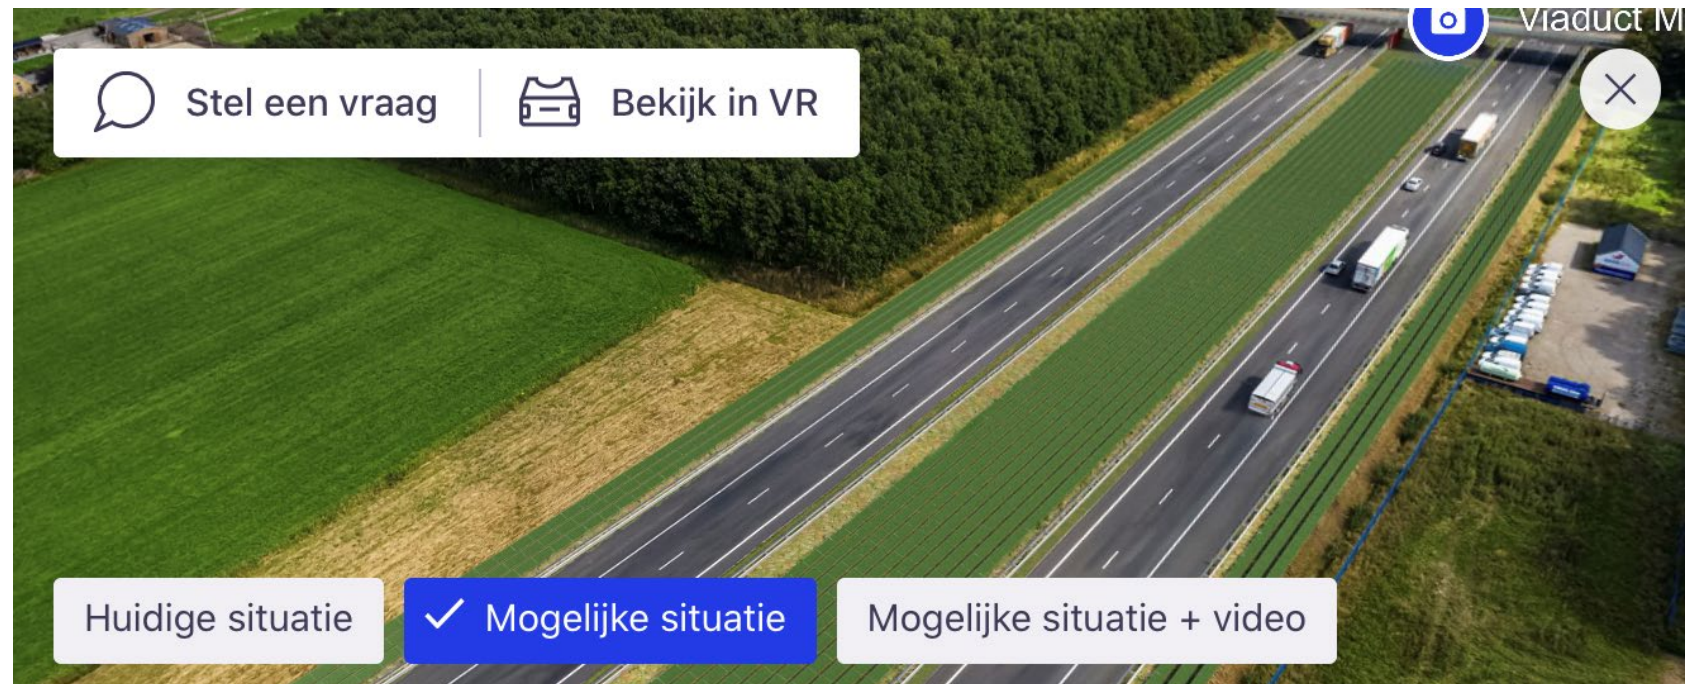 Viaduct M
Stel een vraag
Bekijk in VR
Huidige situatie
Mogelijke situatie
Mogelijke situatie + video